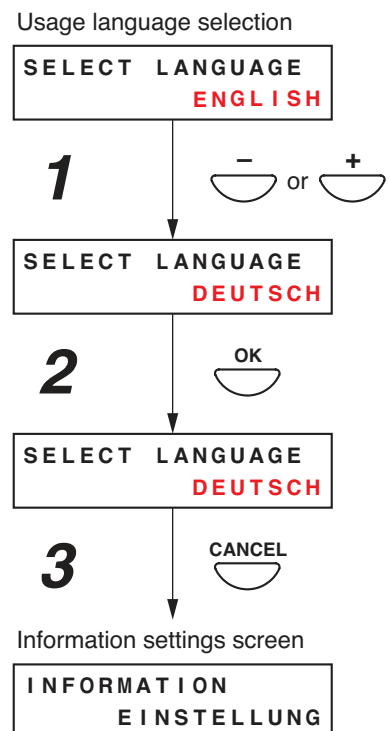 Usage language selection
SELECT LANGUAGE
ENGLISH
1
– or +
SELECT LANGUAGE
DEUTSCH
2
OK
SELECT LANGUAGE
DEUTSCH
3
CANCEL
Information settings screen
INFORMATION
EINSTELLUNG